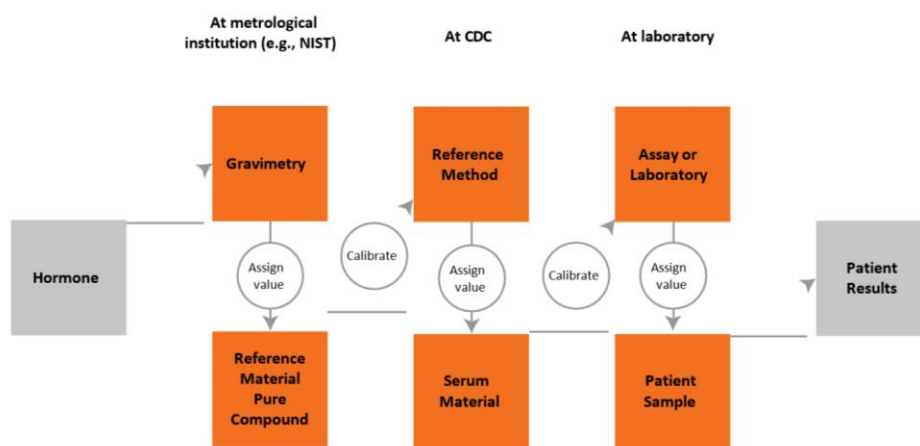 At metrological
institution (e.g., NIST)
At CDC
At laboratory
Gravimetry
Reference
Method
Assay or
Laboratory
Hormone
Assign
value
Calibrate
Assign
value
Calibrate
Assign
value
Patient
Results
Reference
Material
Pure
Compound
Serum
Material
Patient
Sample